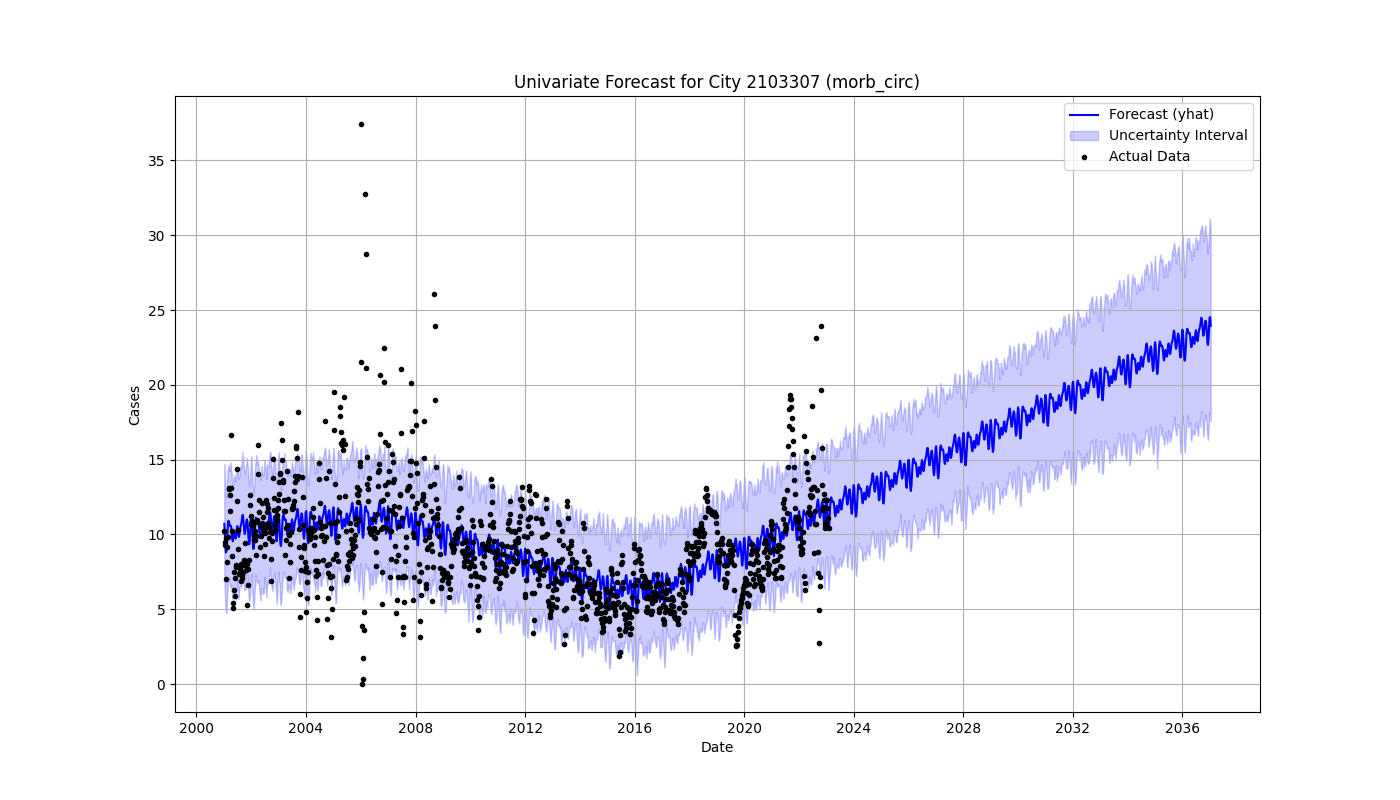 Univariate Forecast for City 2103307 (morb_circ)
Forecast (yhat)
Uncertainty Interval
Actual Data
Cases
35
30
25
20
15
10
5
0
2000 2004 2008 2012 2016 2020 2024 2028 2032 2036
Date